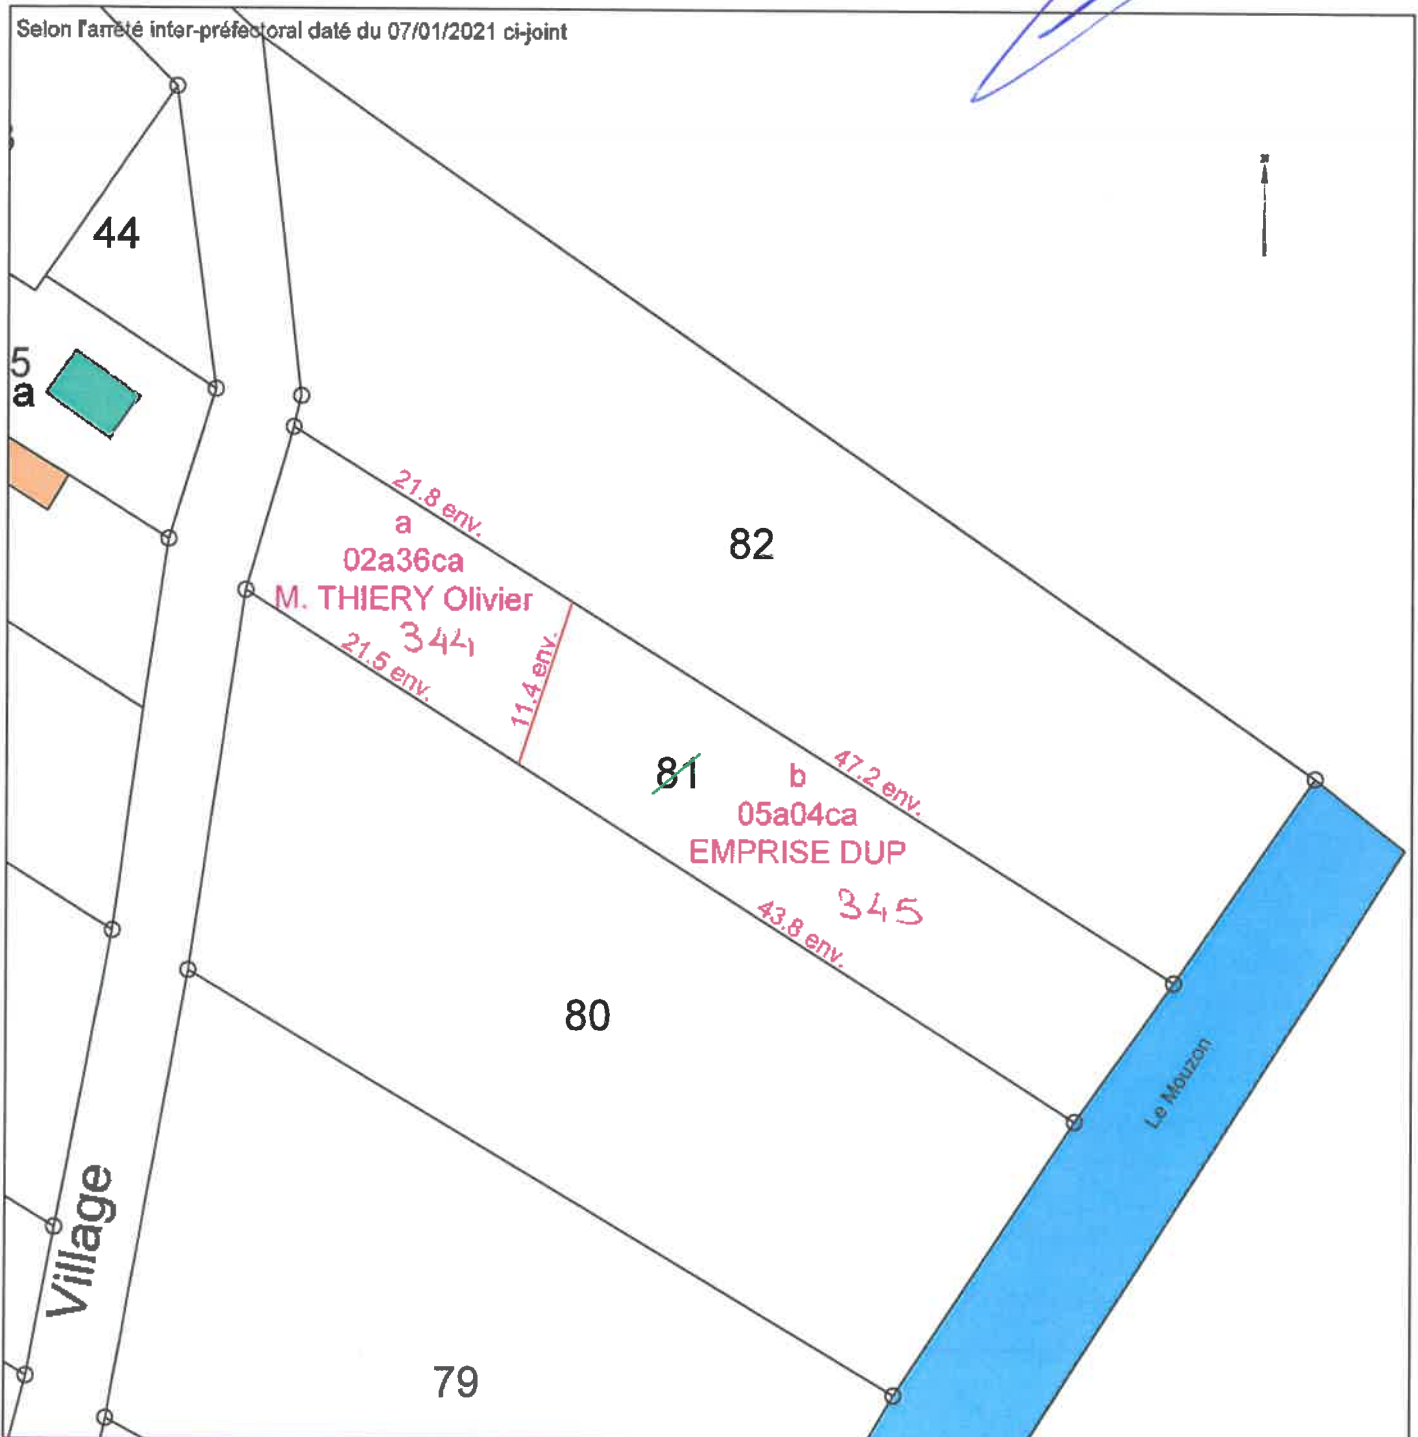 Selon l'arrêté inter-préfectoral daté du 07/01/2021 ci-joint
44
5
a
21.8 env.
a
02a36ca
M. THIERY Olivier
344
21.5 env.
11.4 env.
82
81
b
05a04ca
EMPRISE DUP
345
47.2 env.
43.8 env.
80
Le Mouzon
Village
79